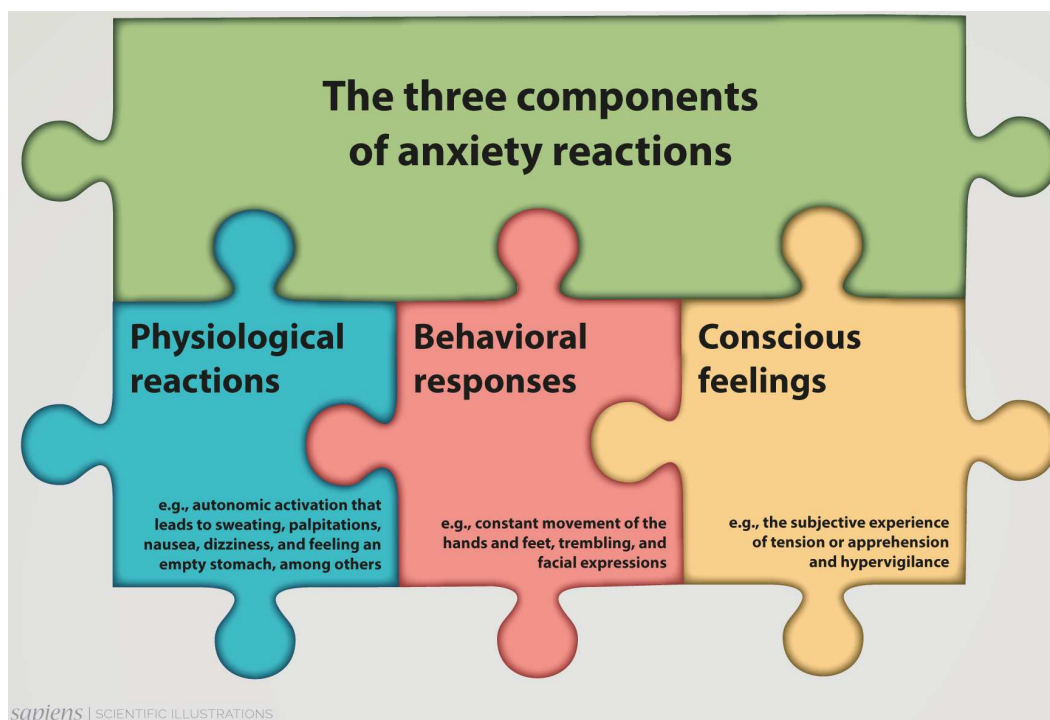 The three components
of anxiety reactions
Physiological
reactions
e.g., autonomic activation that
leads to sweating, palpitations,
nausea, dizziness, and feeling an
empty stomach, among others
Behavioral
responses
e.g., constant movement of the
hands and feet, trembling, and
facial expressions
Conscious
feelings
e.g., the subjective experience
of tension or apprehension
and hypervigilance
sapiens | SCIENTIFIC ILLUSTRATIONS